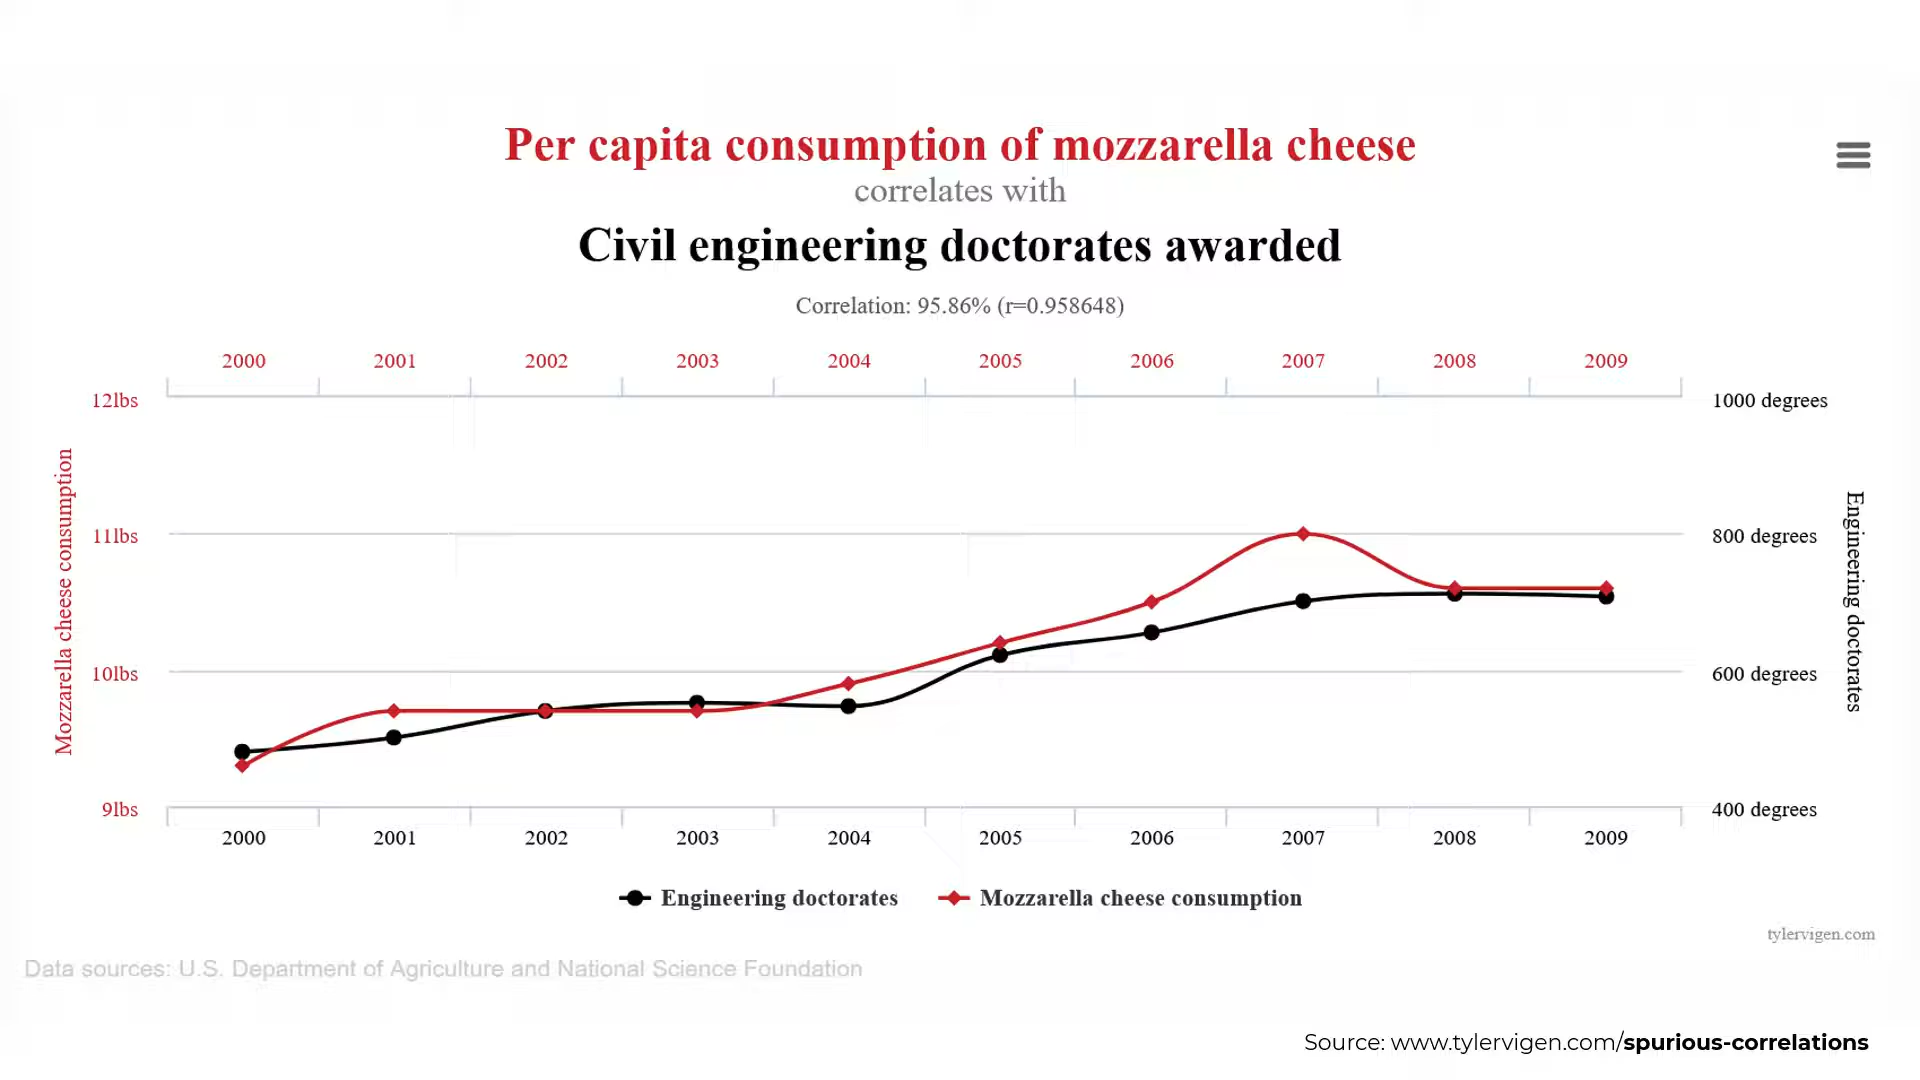 Per capita consumption of mozzarella cheese
correlates with
Civil engineering doctorates awarded
Correlation: 95.86% (r=0.958648)
2000 2001 2002 2003 2004 2005 2006 2007 2008 2009
12lbs 1000 degrees
11lbs 800 degrees
10lbs 600 degrees
9lbs 400 degrees
Mozzarella cheese consumption
Engineering doctorates
2000 2001 2002 2003 2004 2005 2006 2007 2008 2009
Engineering doctorates Mozzarella cheese consumption
tylervigen.com
Data sources: U.S. Department of Agriculture and National Science Foundation
Source: www.tylervigen.com/spurious-correlations